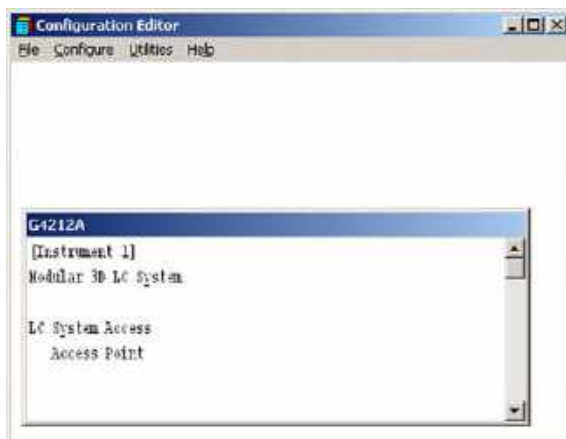 Configuration Editor
File Configure Utilities Help
G4212A
[Instrument 1]
Modular 3D LC System
LC System Access
Access Point